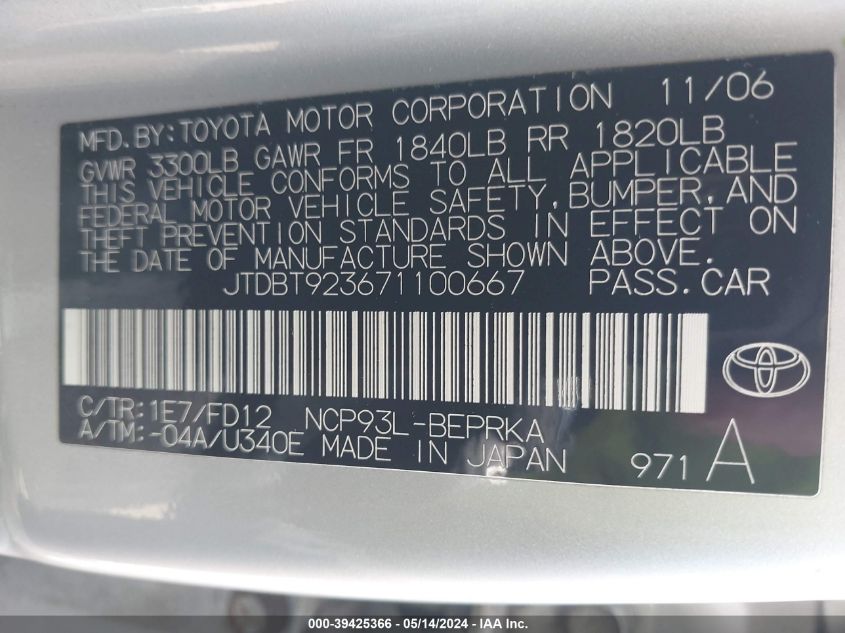 MFD.BY:TOYOTA MOTOR CORPORATION 11/06
GVWR 3300LB GAWR FR 1840LB RR 1820LB
THIS VEHICLE CONFORMS TO ALL APPLICABLE
FEDERAL MOTOR VEHICLE SAFETY,BUMPER,AND
THEFT PREVENTION STANDARDS IN EFFECT ON
THE DATE OF MANUFACTURE SHOWN ABOVE.
JTDBT923671100667 PASS.CAR
C/TR:1E7/FD12 NCP93L-BEPRKA
A/TM:-04A/U340E MADE IN JAPAN 971 A
000-39425366 - 05/14/2024 - IAA Inc.